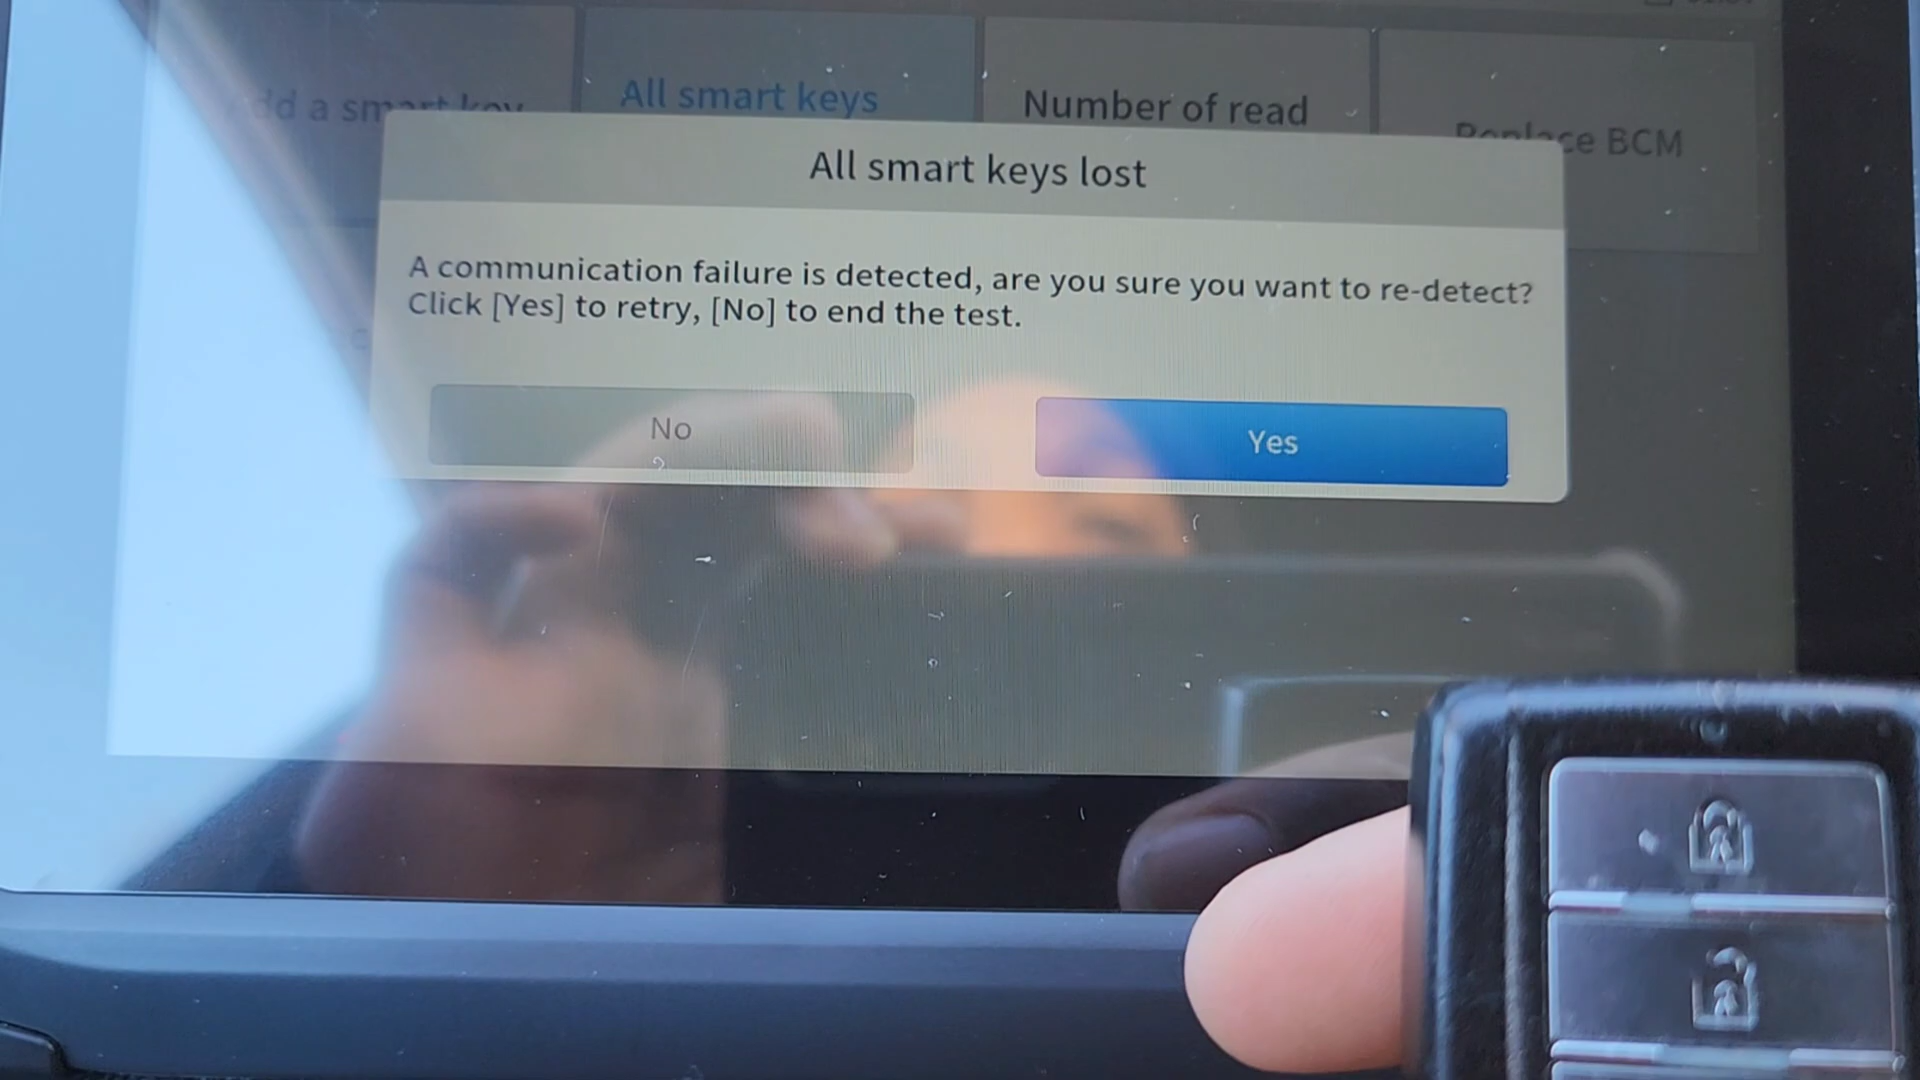 add a smart key
All smart keys
Number of read
Replace BCM
All smart keys lost
A communication failure is detected, are you sure you want to re-detect?
Click [Yes] to retry, [No] to end the test.
No
Yes